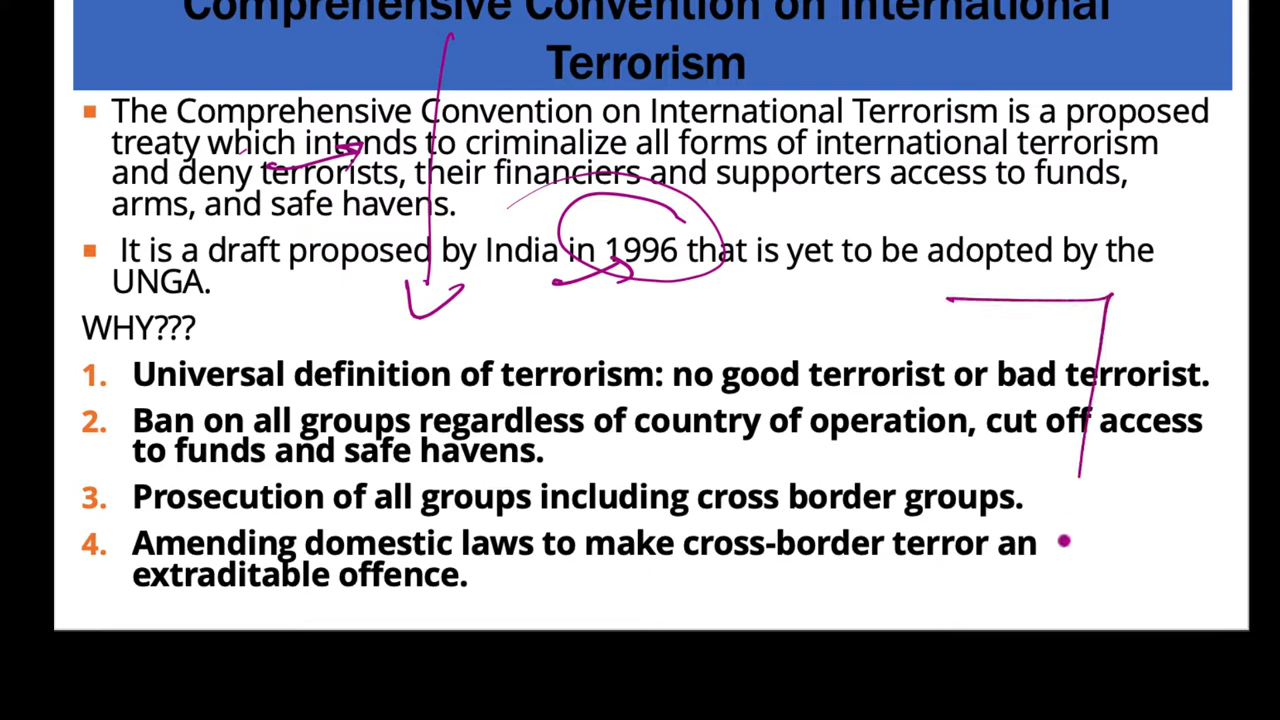 Comprehensive Convention on International
Terrorism
The Comprehensive Convention on International Terrorism is a proposed
treaty which intends to criminalize all forms of international terrorism
and deny terrorists, their financiers and supporters access to funds,
arms, and safe havens.
It is a draft proposed by India in 1996 that is yet to be adopted by the
UNGA.
WHY???
1. Universal definition of terrorism: no good terrorist or bad terrorist.
2. Ban on all groups regardless of country of operation, cut off access
to funds and safe havens.
3. Prosecution of all groups including cross border groups.
4. Amending domestic laws to make cross-border terror an
extraditable offence.